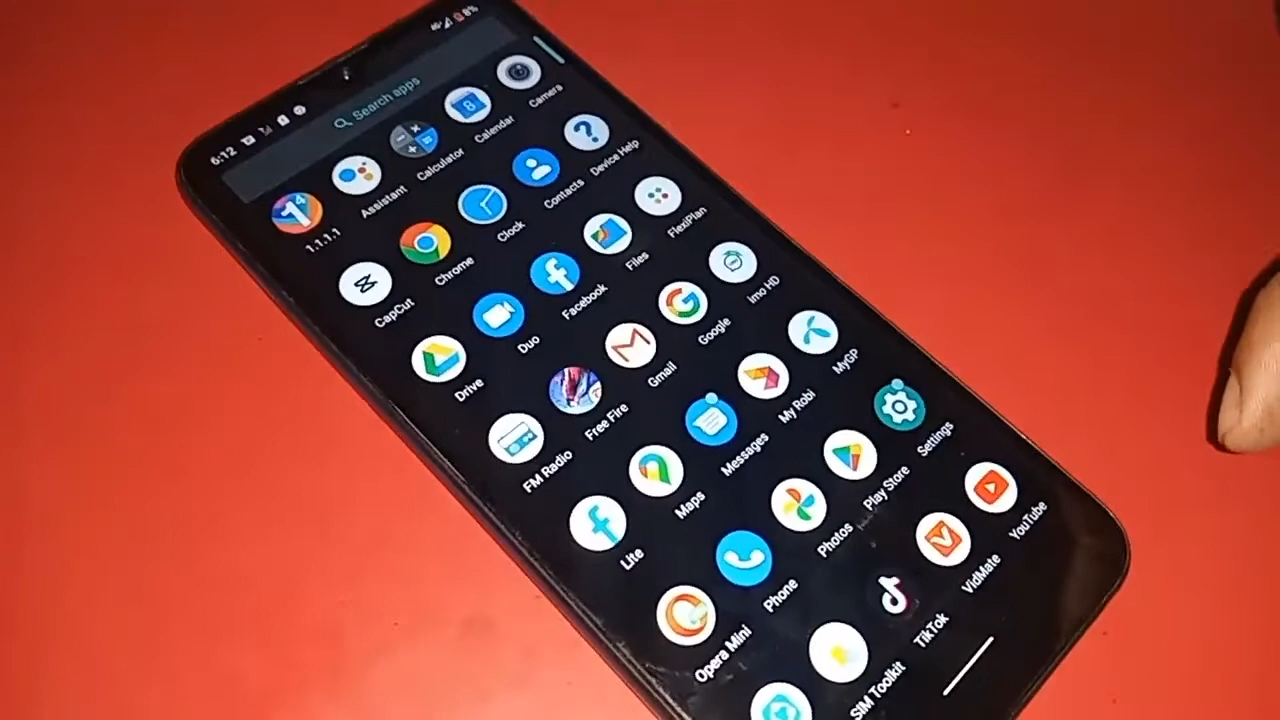 6:12
8%
Search apps
1.1.1.1
Assistant
Calculator
Calendar
Camera
CapCut
Chrome
Clock
Contacts
Device Help
Drive
Duo
Facebook
Files
FlexiPlan
FM Radio
Free Fire
Gmail
Google
imo HD
Lite
Maps
Messages
My Robi
MyGP
Opera Mini
Phone
Photos
Play Store
Settings
SIM Toolkit
TikTok
VidMate
YouTube